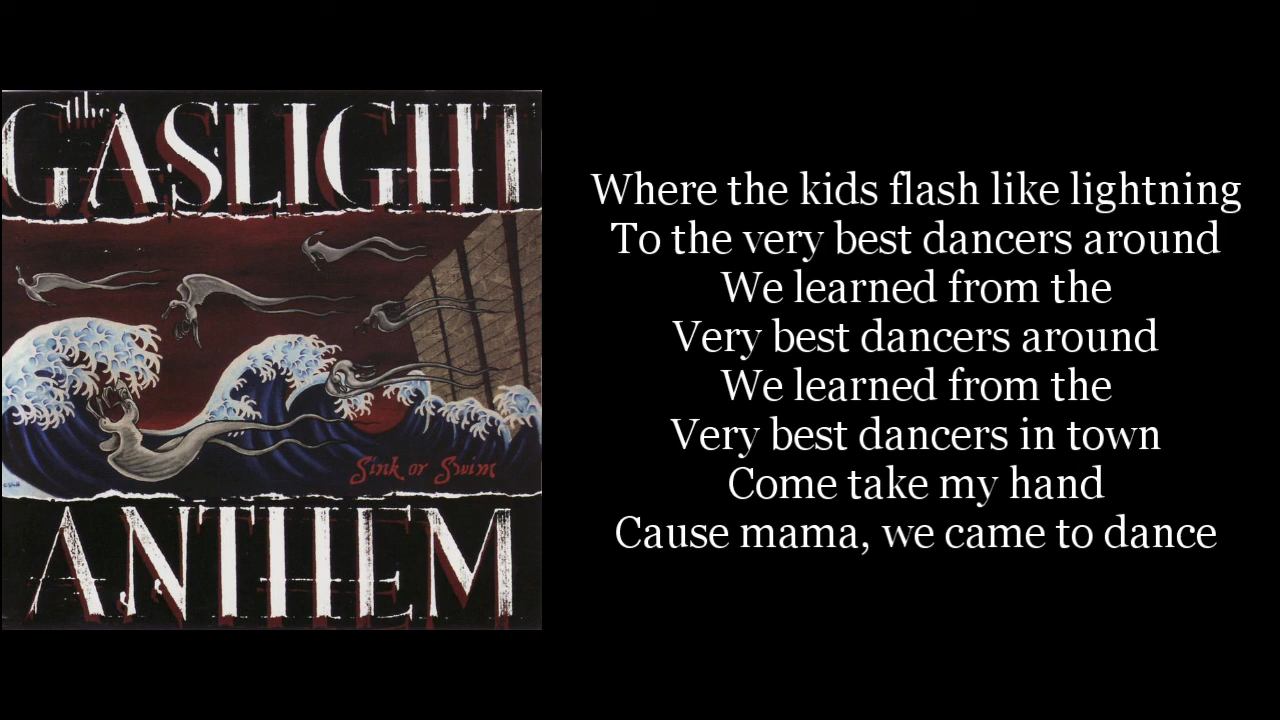 the
GASLIGHT
Sink or Swim
ANTHEM
Where the kids flash like lightning
To the very best dancers around
We learned from the
Very best dancers around
We learned from the
Very best dancers in town
Come take my hand
Cause mama, we came to dance